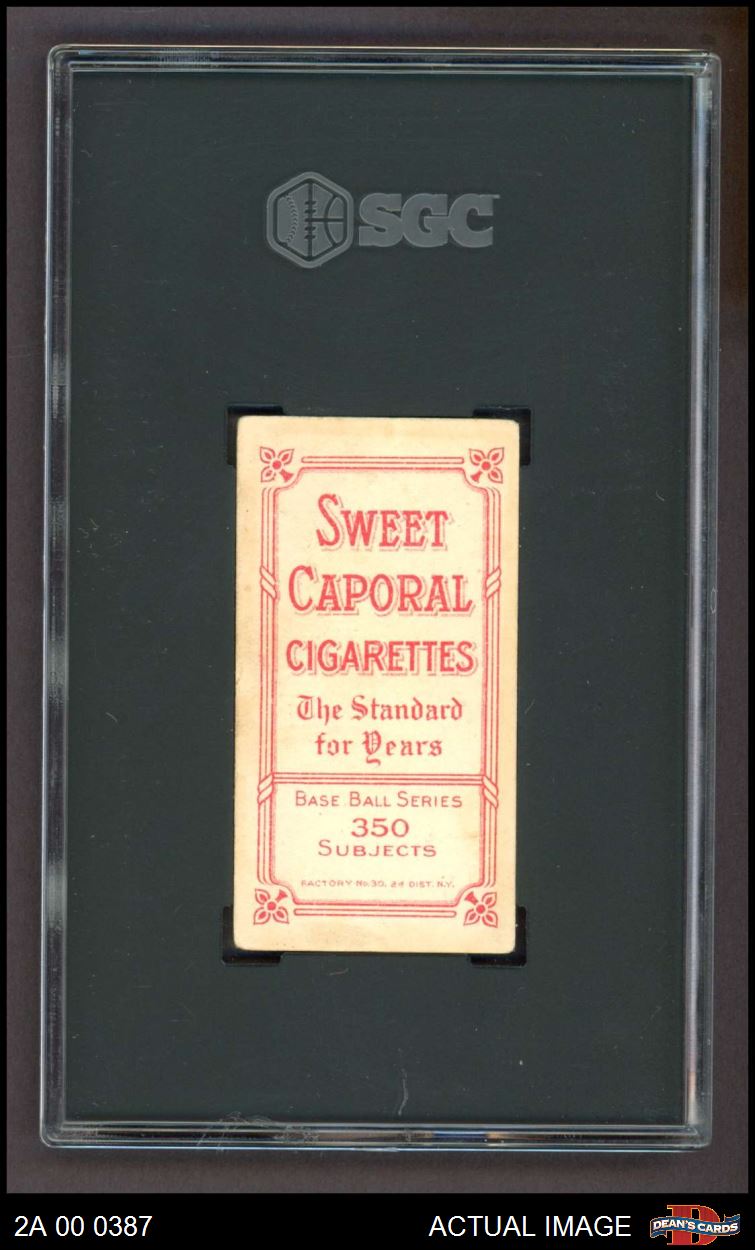 SGC
SWEET
CAPORAL
CIGARETTES
The Standard
for Years
BASE BALL SERIES
350
SUBJECTS
FACTORY No. 30, 2d DIST. N.Y.
2A 00 0387
ACTUAL IMAGE
DEAN'S CARDS